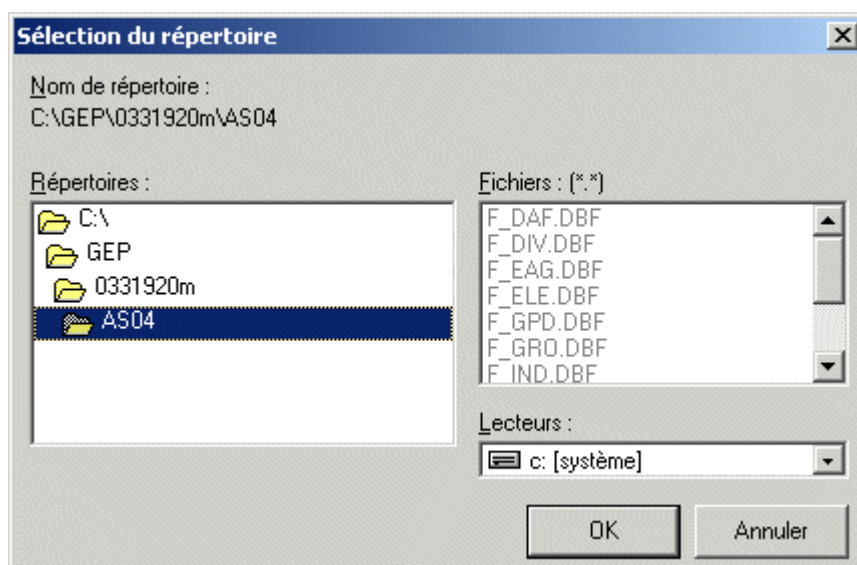 Sélection du répertoire
Nom de répertoire :
C:\GEP\0331920m\AS04
Répertoires :
C:\
GEP
0331920m
AS04
Fichiers : (*.*)
F_DAF.DBF
F_DIV.DBF
F_EAG.DBF
F_ELE.DBF
F_GPD.DBF
F_GRO.DBF
F_IND.DBF
Lecteurs :
c: [système]
OK
Annuler